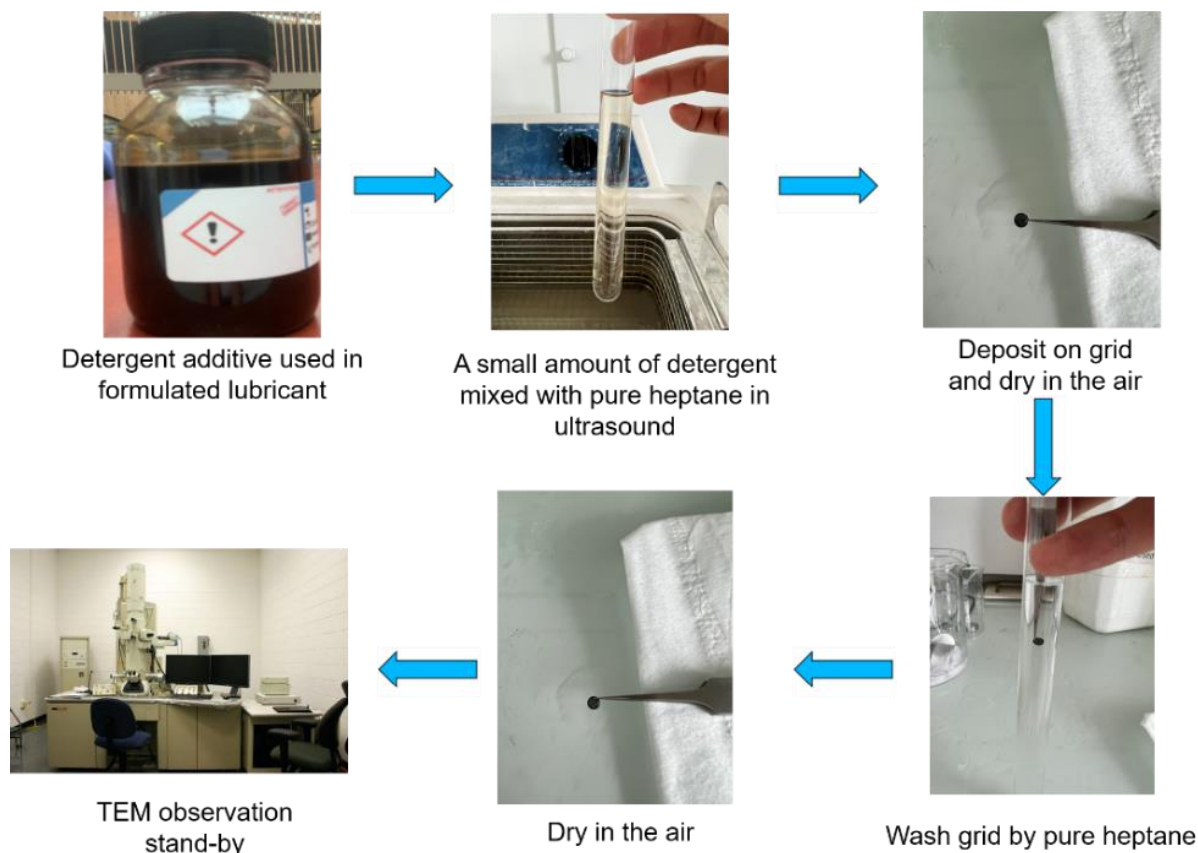 Detergent additive used in
formulated lubricant
A small amount of detergent
mixed with pure heptane in
ultrasound
Deposit on grid
and dry in the air
Wash grid by pure heptane
Dry in the air
TEM observation
stand-by